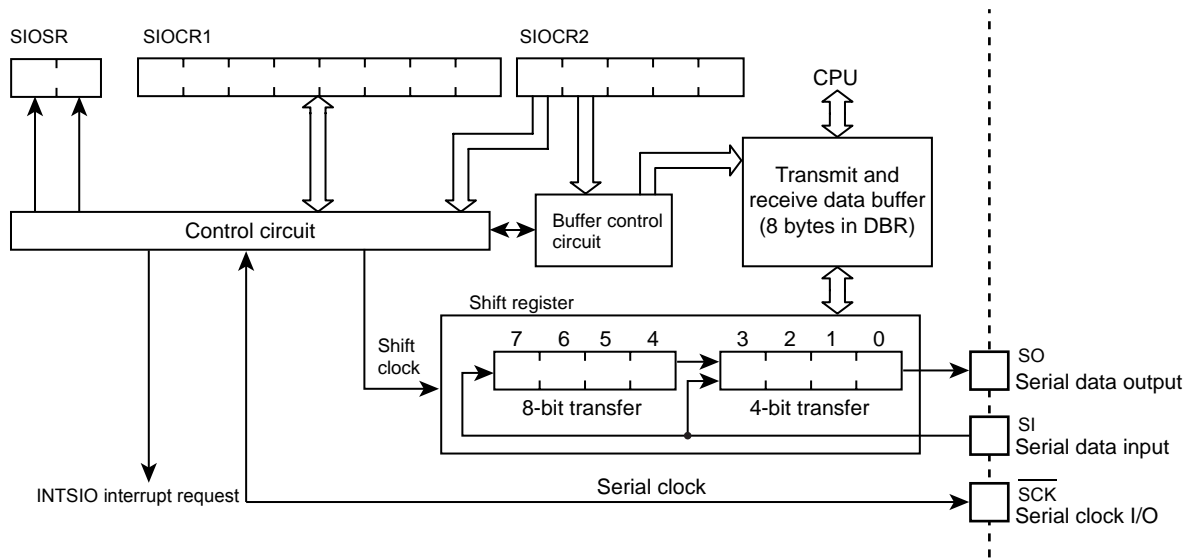 SIOSR
SIOCR1
SIOCR2
CPU
Transmit and
receive data buffer
(8 bytes in DBR)
Control circuit
Buffer control
circuit
Shift register
7 6 5 4 3 2 1 0
Shift
clock
8-bit transfer
4-bit transfer
SO
Serial data output
SI
Serial data input
INTSIO interrupt request
Serial clock
SCK
Serial clock I/O